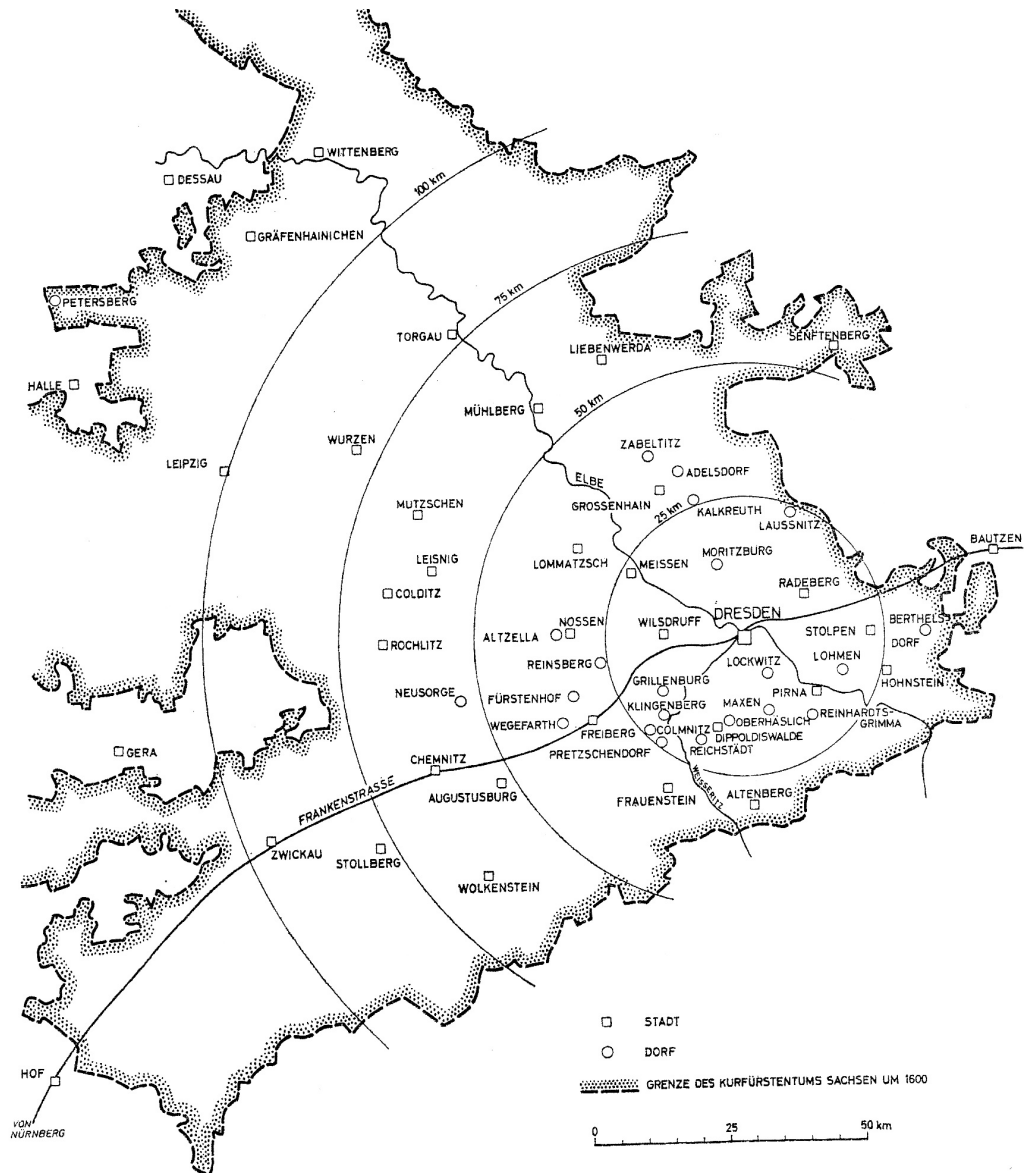 WITTENBERG
DESSAU
100 km
GRÄFENHAINICHEN
75 km
PETERSBERG
TORGAU
LIEBENWERDA
SENFTENBERG
HALLE
50 km
MÜHLBERG
WURZEN
ZABELTITZ
LEIPZIG
ADELSDORF
ELBE
GROSSENHAIN
MUTZSCHEN
25 km
KALKREUTH
LAUSSNITZ
BAUTZEN
LOMMATZSCH
MORITZBURG
MEISSEN
LEISNIG
RADEBERG
COLDITZ
DRESDEN
NOSSEN
WILSDRUFF
BERTHELS
DORF
STOLPEN
ALTZELLA
ROCHLITZ
REINSBERG
LOCKWITZ
LOHMEN
HOHNSTEIN
GRILLENBURG
PIRNA
NEUSORGE
FÜRSTENHOF
KLINGENBERG
MAXEN
REINHARDTS-
GRIMMA
WEGEFARTH
FREIBERG
COLMNITZ
OBERHÄSLICH
DIPPOLDISWALDE
PRETZSCHENDORF
REICHSTÄDT
GERA
CHEMNITZ
WEISSERITZ
AUGUSTUSBURG
FRAUENSTEIN
ALTENBERG
FRANKENSTRASSE
ZWICKAU
STOLLBERG
WOLKENSTEIN
STADT
DORF
HOF
GRENZE DES KURFÜRSTENTUMS SACHSEN UM 1600
VON
NÜRNBERG
0 25 50 km